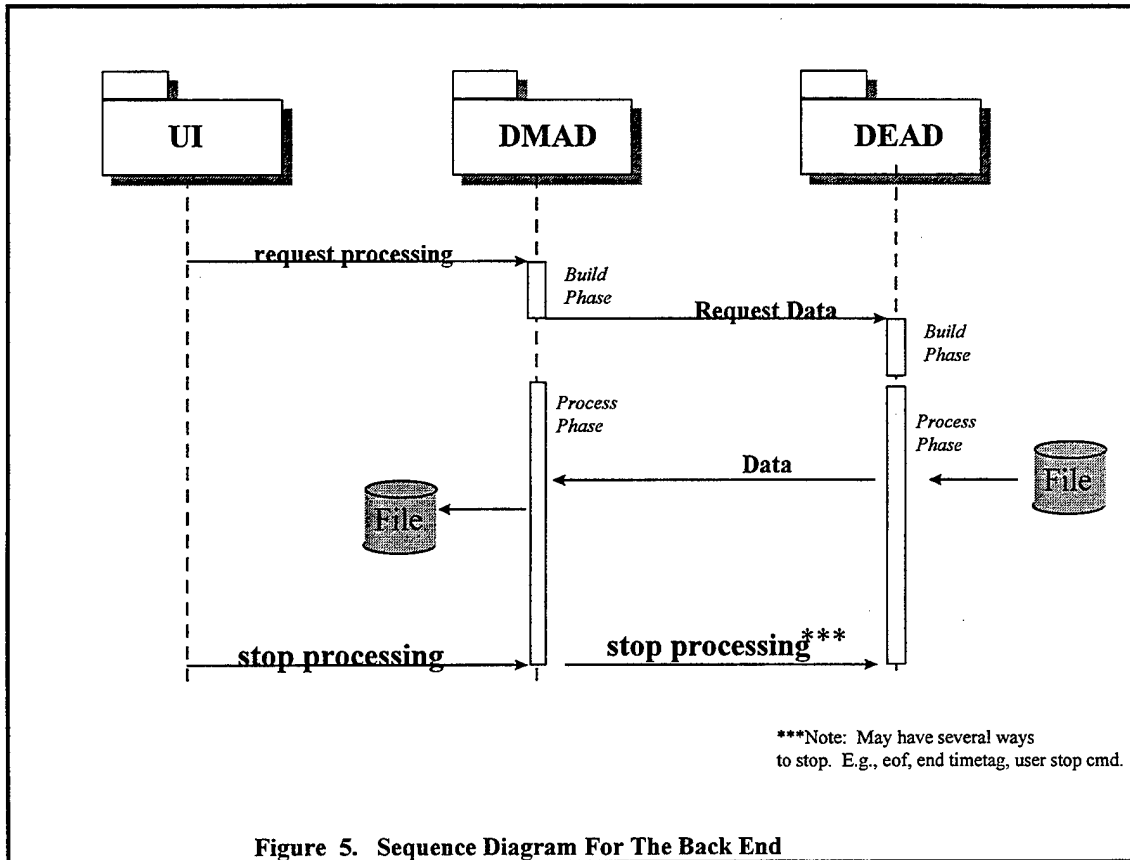 UI
DMAD
DEAD
request processing
Build
Phase
Request Data
Build
Phase
Process
Phase
Process
Phase
Data
File
File
stop processing
stop processing***
***Note: May have several ways
to stop. E.g., eof, end timetag, user stop cmd.
Figure 5. Sequence Diagram For The Back End